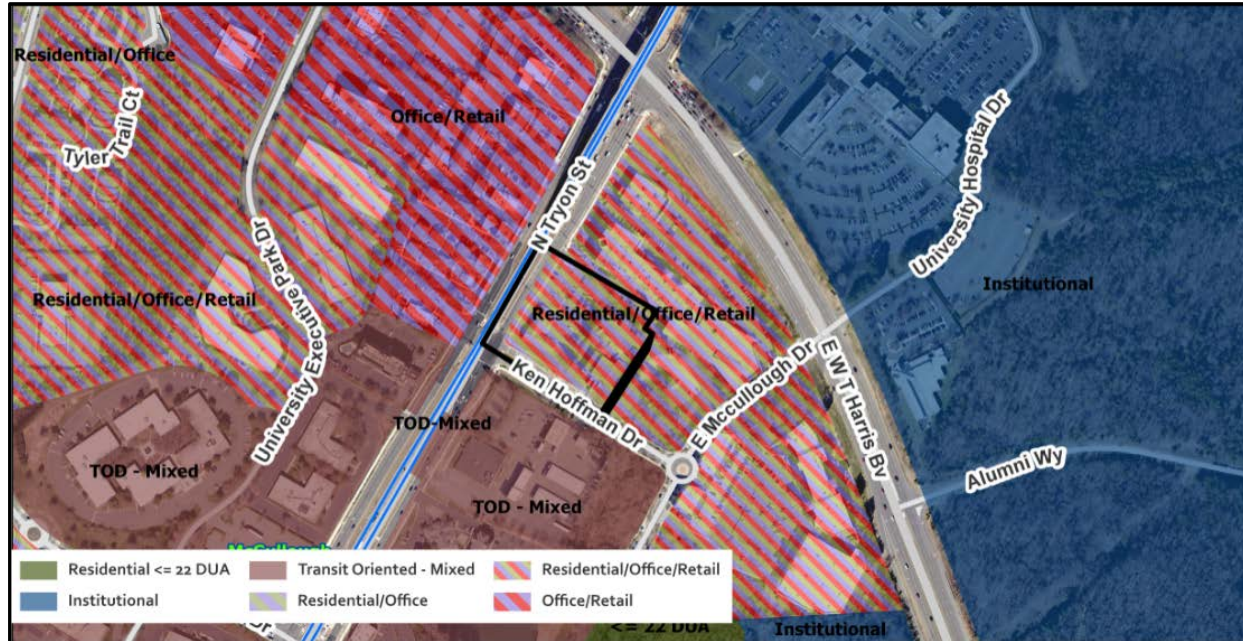 Residential/Office
Tyler Trail Ct
Office/Retail
N Tryon St
University Hospital Dr
Institutional
University Executive Park Dr
Residential/Office/Retail
Residential/Office/Retail
Ken Hoffman Dr
E Mccullough Dr
E W T Harris Bv
TOD-Mixed
TOD - Mixed
TOD - Mixed
Alumni Wy
McCullough
Residential <= 22 DUA
Transit Oriented - Mixed
Residential/Office/Retail
Institutional
Residential/Office
Office/Retail
<= 22 DUA
Institutional